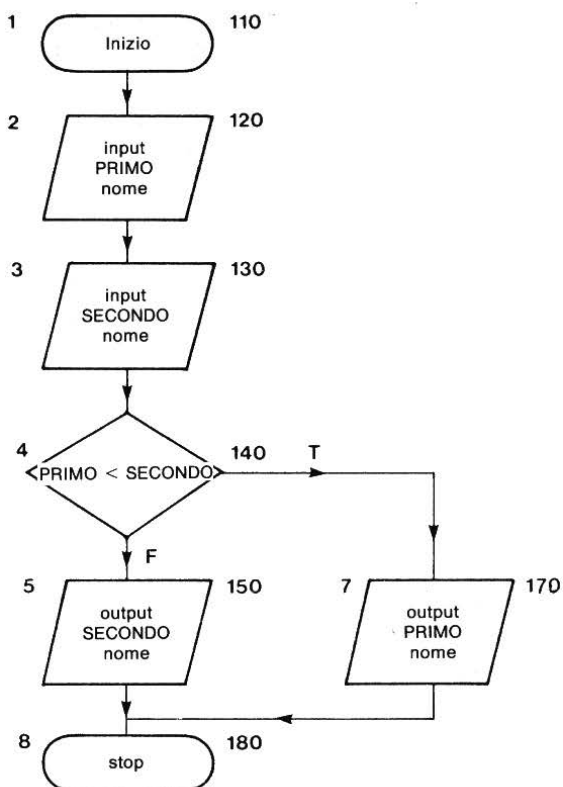 1
110
Inizio
2
120
input
PRIMO
nome
3
130
input
SECONDO
nome
4
140
PRIMO < SECONDO
T
F
5
150
output
SECONDO
nome
7
170
output
PRIMO
nome
8
180
stop